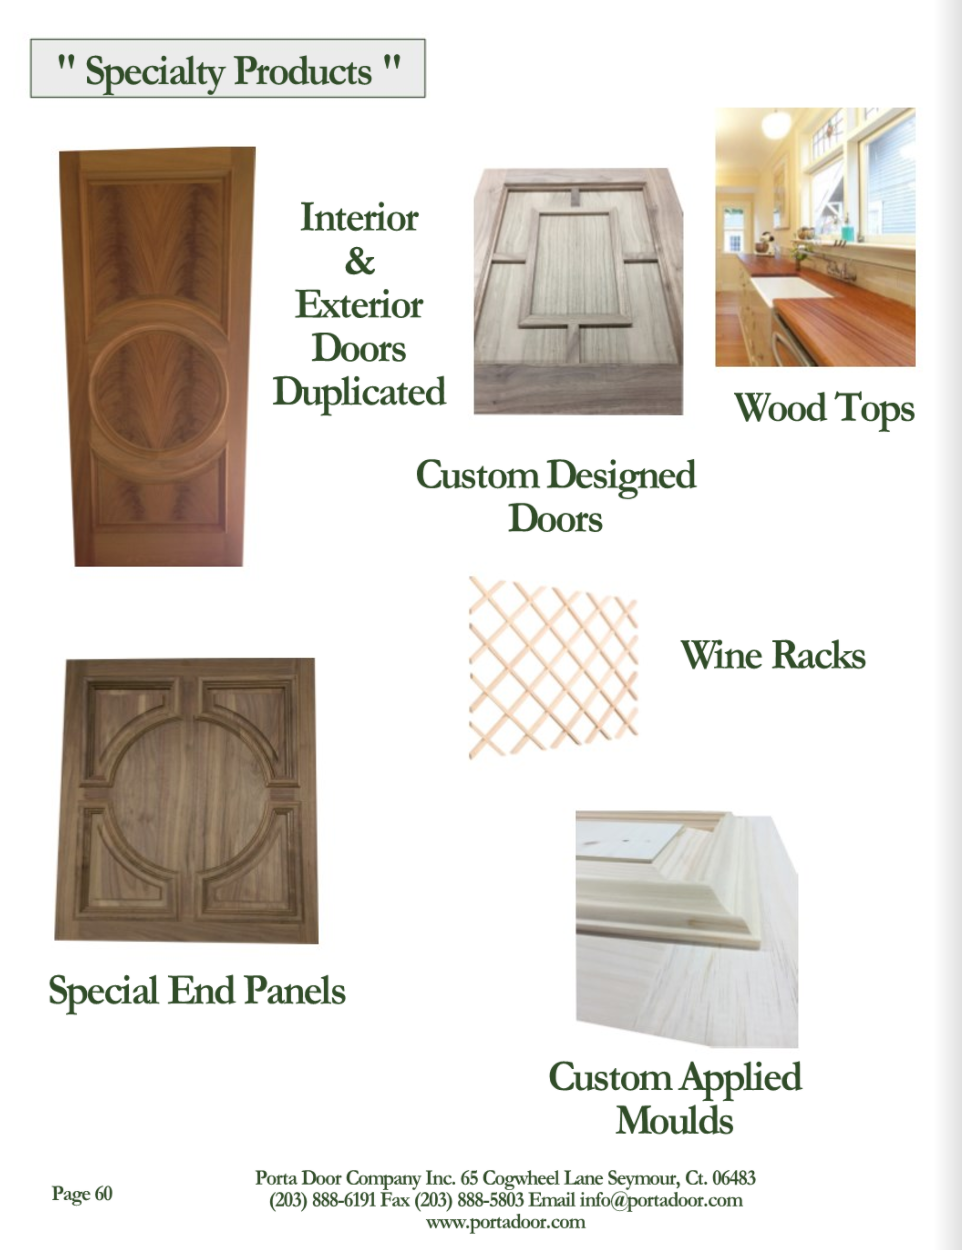 " Specialty Products "
Interior
&
Exterior
Doors
Duplicated
Wood Tops
Custom Designed
Doors
Wine Racks
Special End Panels
Custom Applied
Moulds
Page 60
Porta Door Company Inc. 65 Cogwheel Lane Seymour, Ct. 06483
(203) 888-6191 Fax (203) 888-5803 Email info@portadoor.com
www.portadoor.com